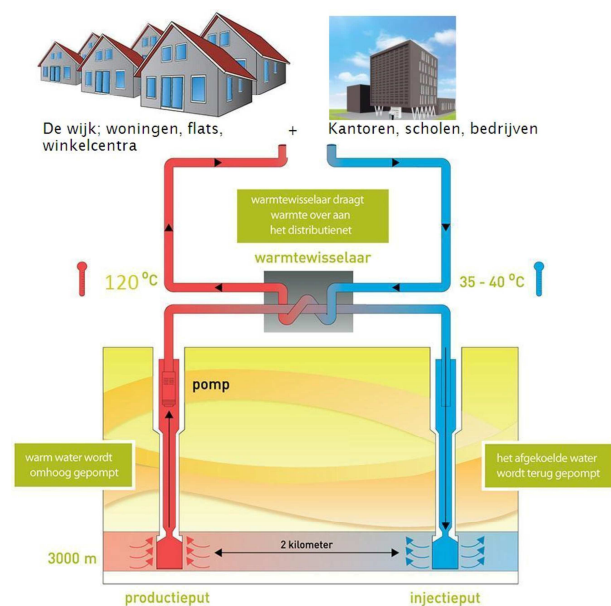 De wijk; woningen, flats,
winkelcentra
+
Kantoren, scholen, bedrijven
warmtewisselaar draagt
warmte over aan
het distributienet
warmtewisselaar
120 °C
35 - 40 °C
pomp
warm water wordt
omhoog gepompt
het afgekoelde water
wordt terug gepompt
2 kilometer
3000 m
productieput
injectieput